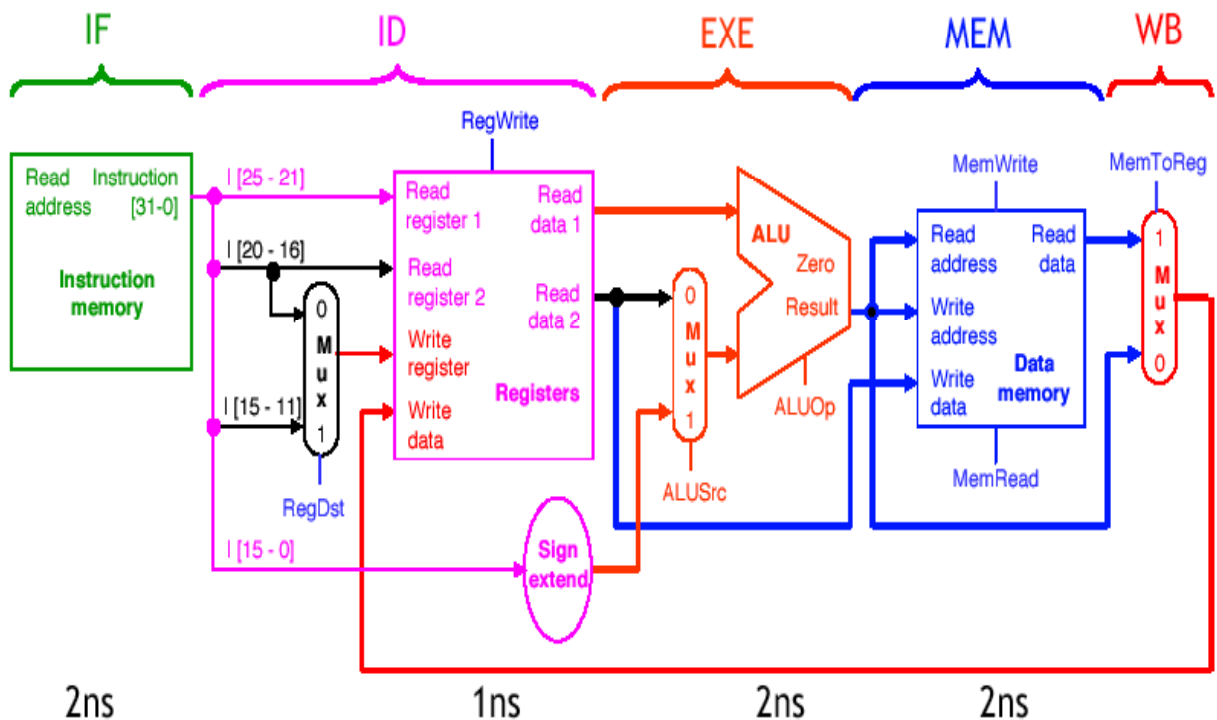 IF
ID
EXE
MEM
WB
Read Instruction
address [31-0]
Instruction
memory
I [25 - 21]
I [20 - 16]
I [15 - 11]
I [15 - 0]
0
M
u
x
1
RegDst
RegWrite
Read
register 1
Read
data 1
Read
register 2
Read
data 2
Write
register
Registers
Write
data
Sign
extend
0
M
u
x
1
ALUSrc
ALU
Zero
Result
ALUOp
MemWrite
Read
address
Read
data
Write
address
Write
data
Data
memory
MemRead
MemToReg
1
M
u
x
0
2ns
1ns
2ns
2ns